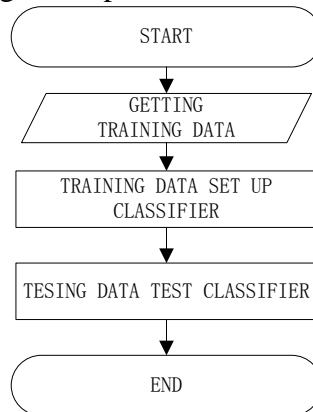 START
GETTING
TRAINING DATA
TRAINING DATA SET UP
CLASSIFIER
TESING DATA TEST CLASSIFIER
END